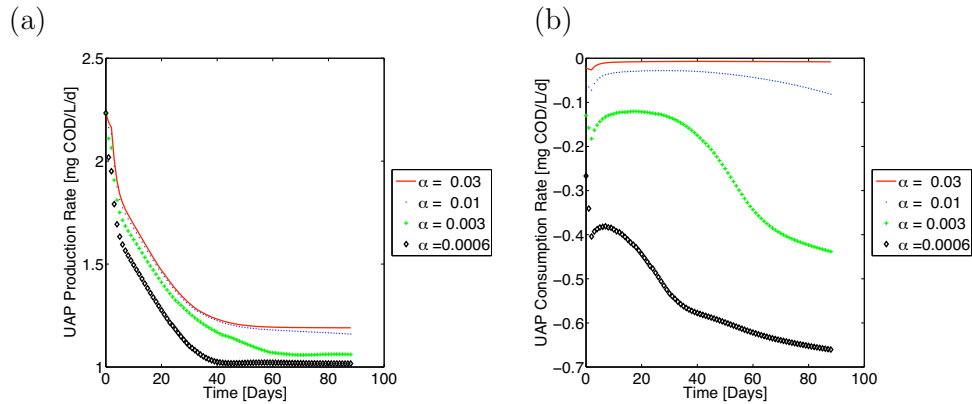 (a)
UAP Production Rate [mg COD/L/d]
2.5
2
1.5
1
0 20 40 60 80 100
Time [Days]
α = 0.03
α = 0.01
α = 0.003
α =0.0006
(b)
UAP Consumption Rate [mg COD/L/d]
0
−0.1
−0.2
−0.3
−0.4
−0.5
−0.6
−0.7
0 20 40 60 80 100
Time [Days]
α = 0.03
α = 0.01
α = 0.003
α =0.0006